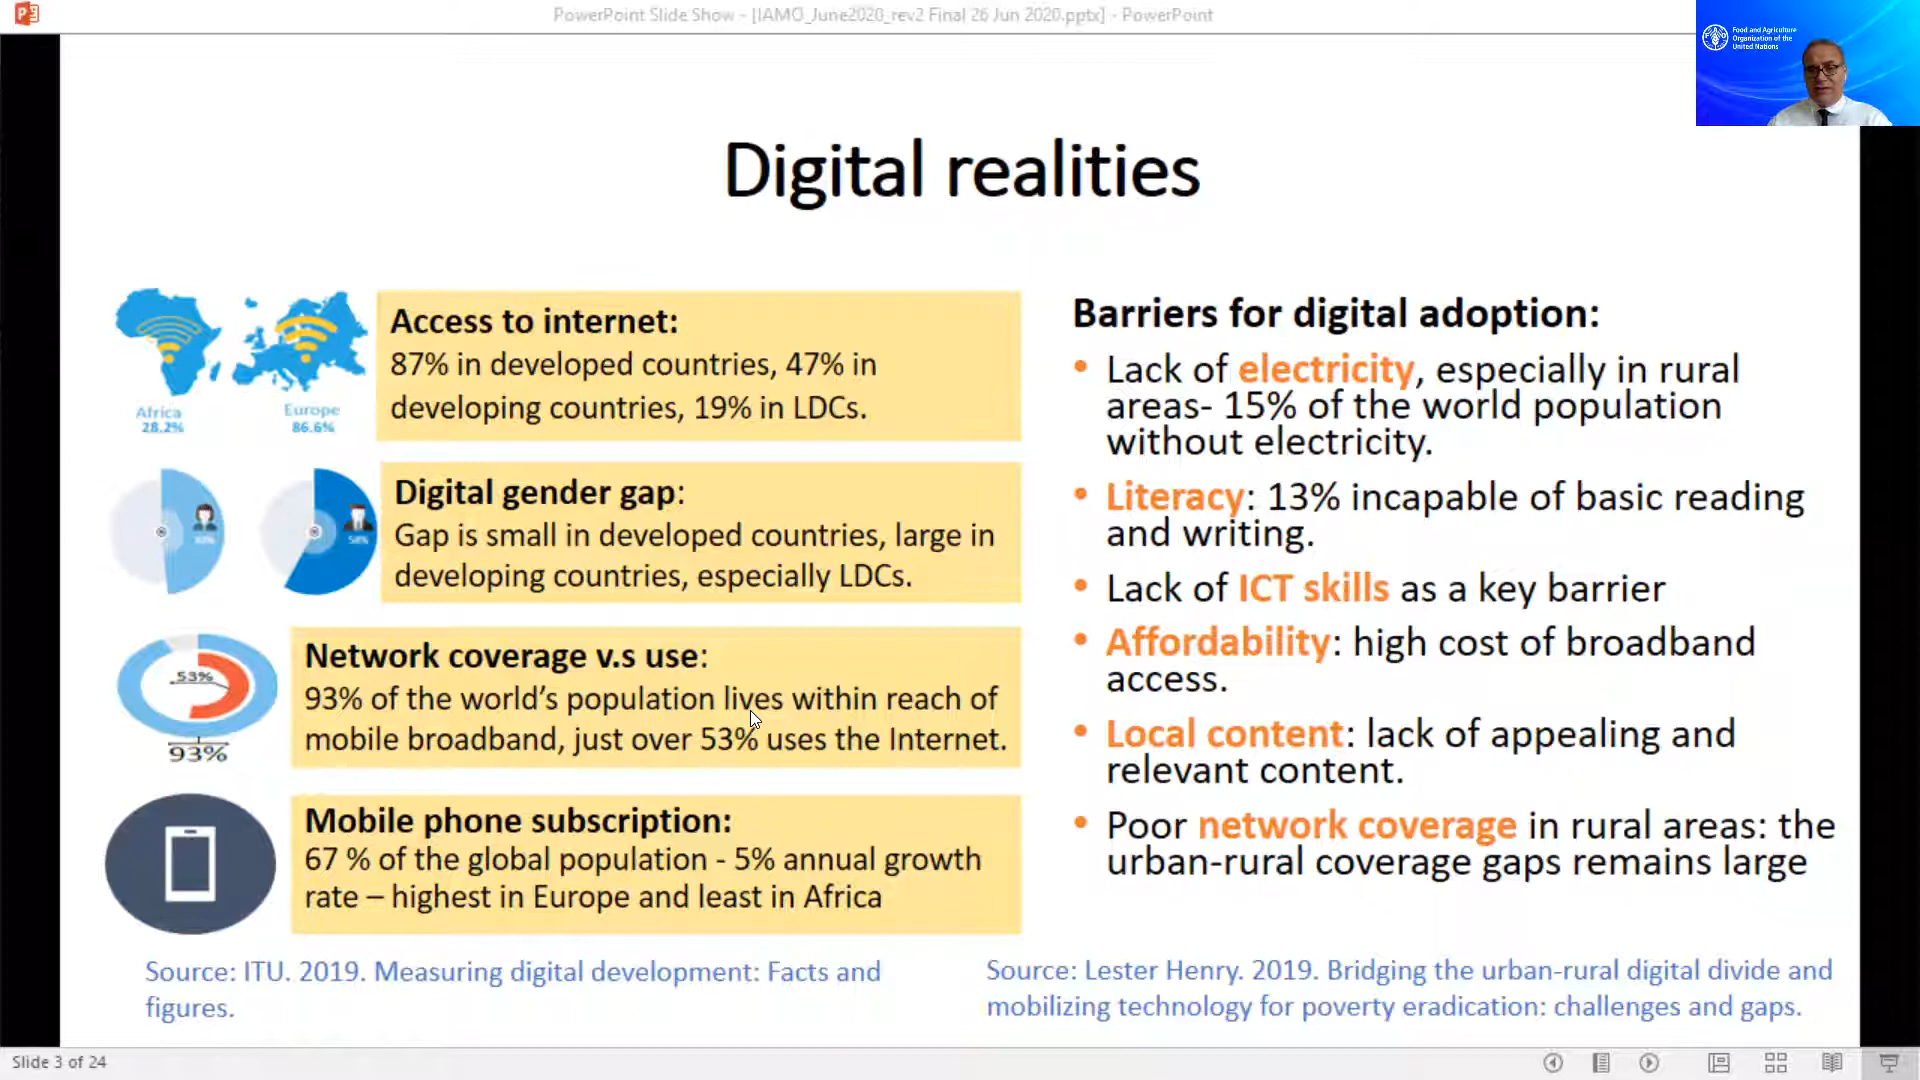 PowerPoint Slide Show - [IAMO_June2020_rev2 Final 26 Jun 2020.pptx] - PowerPoint
Food and Agriculture
Organization of the
United Nations
Digital realities
Africa
28.2%
Europe
86.6%
Access to internet:
87% in developed countries, 47% in
developing countries, 19% in LDCs.
58%
Digital gender gap:
Gap is small in developed countries, large in
developing countries, especially LDCs.
53%
93%
Network coverage v.s use:
93% of the world's population lives within reach of
mobile broadband, just over 53% uses the Internet.
Mobile phone subscription:
67 % of the global population - 5% annual growth
rate – highest in Europe and least in Africa
Source: ITU. 2019. Measuring digital development: Facts and
figures.
Barriers for digital adoption:
• Lack of electricity, especially in rural
areas- 15% of the world population
without electricity.
• Literacy: 13% incapable of basic reading
and writing.
• Lack of ICT skills as a key barrier
• Affordability: high cost of broadband
access.
• Local content: lack of appealing and
relevant content.
• Poor network coverage in rural areas: the
urban-rural coverage gaps remains large
Source: Lester Henry. 2019. Bridging the urban-rural digital divide and
mobilizing technology for poverty eradication: challenges and gaps.
Slide 3 of 24